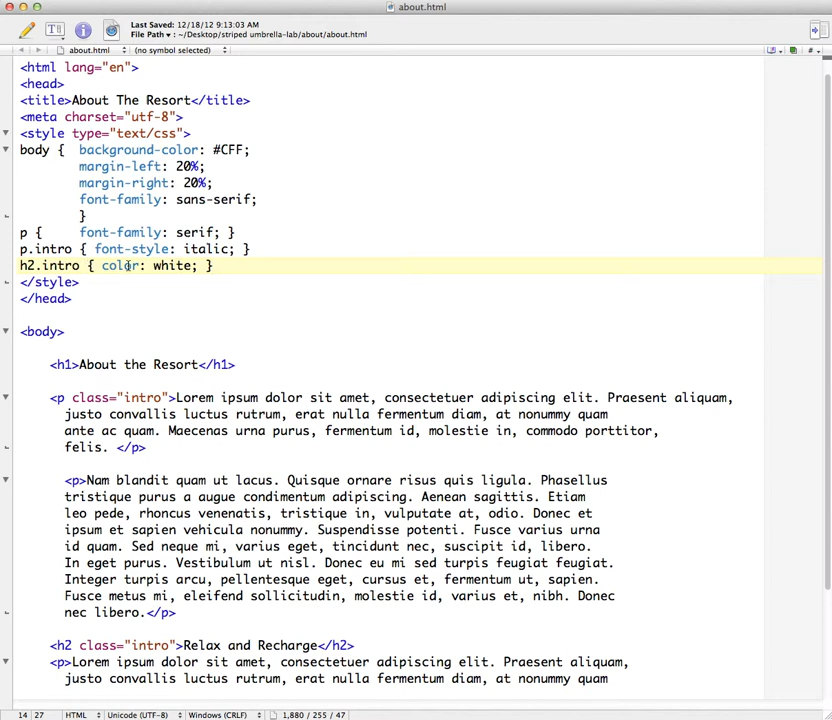 about.html
Last Saved: 12/18/12 9:13:03 AM
File Path ▾ : ~/Desktop/striped umbrella-lab/about/about.html
about.html (no symbol selected)
<html lang="en">
<head>
<title>About The Resort</title>
<meta charset="utf-8">
<style type="text/css">
body { background-color: #CFF;
margin-left: 20%;
margin-right: 20%;
font-family: sans-serif;
}
p { font-family: serif; }
p.intro { font-style: italic; }
h2.intro { color: white; }
</style>
</head>
<body>
<h1>About the Resort</h1>
<p class="intro">Lorem ipsum dolor sit amet, consectetuer adipiscing elit. Praesent aliquam,
justo convallis luctus rutrum, erat nulla fermentum diam, at nonummy quam
ante ac quam. Maecenas urna purus, fermentum id, molestie in, commodo porttitor,
felis. </p>
<p>Nam blandit quam ut lacus. Quisque ornare risus quis ligula. Phasellus
tristique purus a augue condimentum adipiscing. Aenean sagittis. Etiam
leo pede, rhoncus venenatis, tristique in, vulputate at, odio. Donec et
ipsum et sapien vehicula nonummy. Suspendisse potenti. Fusce varius urna
id quam. Sed neque mi, varius eget, tincidunt nec, suscipit id, libero.
In eget purus. Vestibulum ut nisl. Donec eu mi sed turpis feugiat feugiat.
Integer turpis arcu, pellentesque eget, cursus et, fermentum ut, sapien.
Fusce metus mi, eleifend sollicitudin, molestie id, varius et, nibh. Donec
nec libero.</p>
<h2 class="intro">Relax and Recharge</h2>
<p>Lorem ipsum dolor sit amet, consectetuer adipiscing elit. Praesent aliquam,
justo convallis luctus rutrum, erat nulla fermentum diam, at nonummy quam
14 27 HTML Unicode (UTF-8) Windows (CRLF) 1,880 / 255 / 47